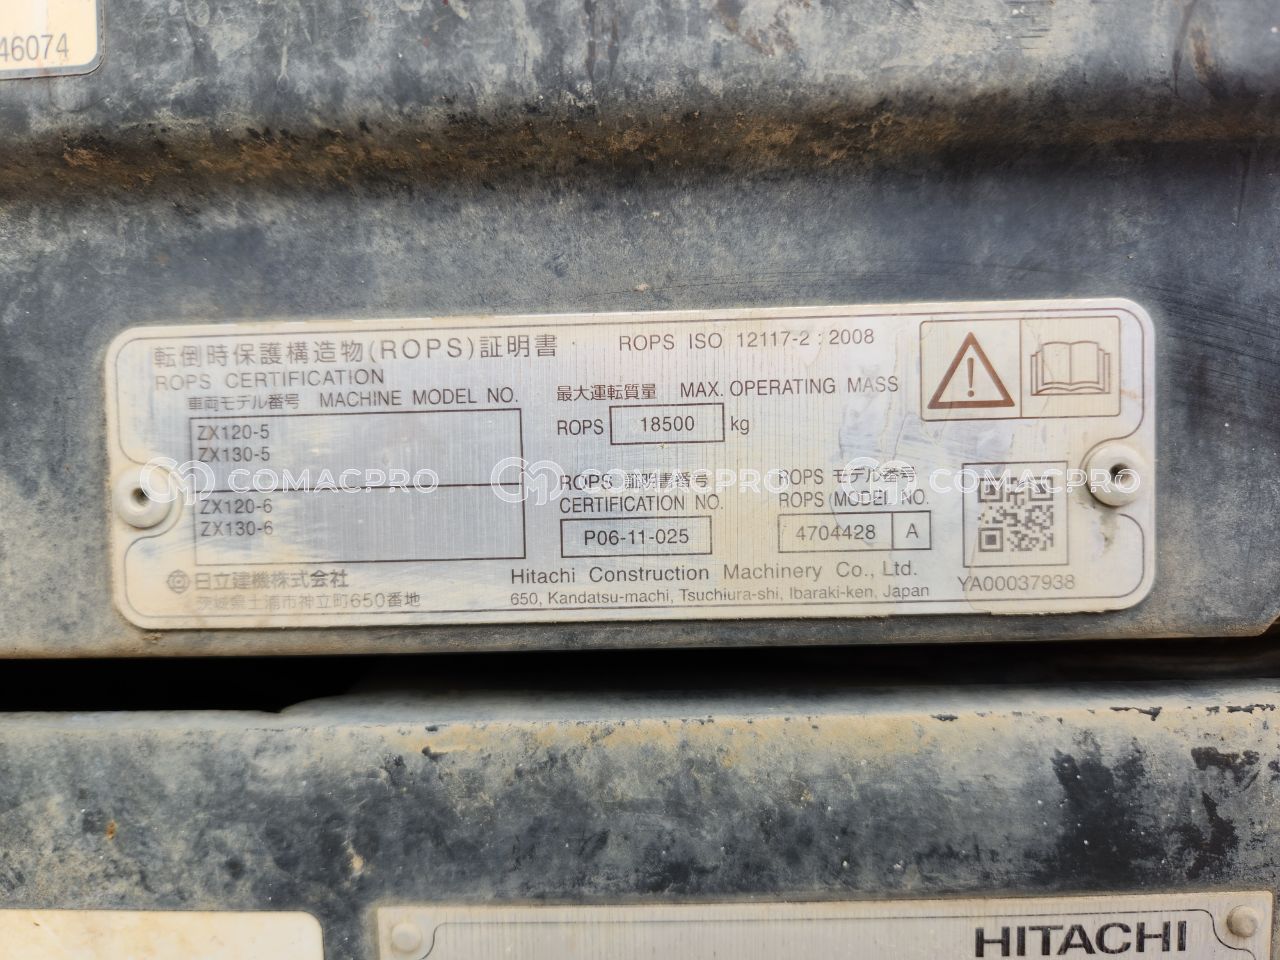 46074
転倒時保護構造物(ROPS)証明書
ROPS ISO 12117-2 : 2008
ROPS CERTIFICATION
車両モデル番号 MACHINE MODEL NO.
ZX120-5
ZX130-5
ZX120-6
ZX130-6
最大運転質量 MAX. OPERATING MASS
ROPS 18500 kg
ROPS 証明書番号
CERTIFICATION NO.
P06-11-025
ROPS モデル番号
ROPS MODEL NO.
4704428 A
日立建機株式会社
茨城県土浦市神立町650番地
Hitachi Construction Machinery Co., Ltd.
650, Kandatsu-machi, Tsuchiura-shi, Ibaraki-ken, Japan
YA00037938
COMACPRO COMACPRO COMACPRO
HITACHI